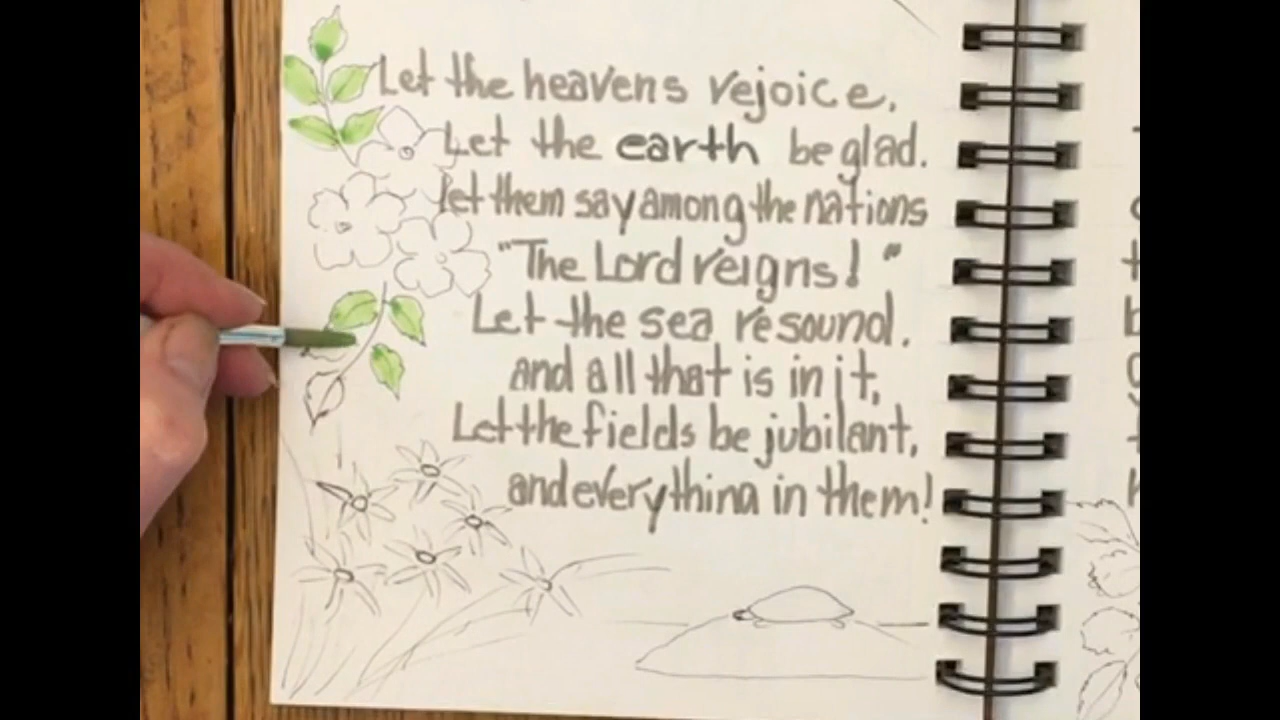 Let the heavens rejoice,
Let the earth be glad.
let them say among the nations
"The Lord reigns!"
Let the sea resound.
and all that is in it,
Let the fields be jubilant,
and everything in them!